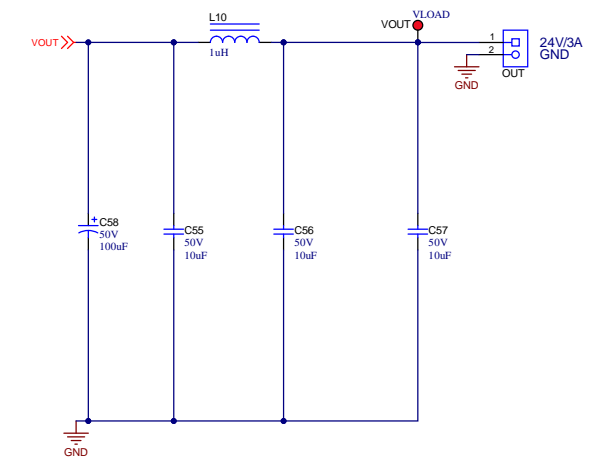 L10
VLOAD
VOUT
VOUT
1uH
1
24V/3A
2
GND
OUT
GND
C58
50V
100uF
C55
50V
10uF
C56
50V
10uF
C57
50V
10uF
GND